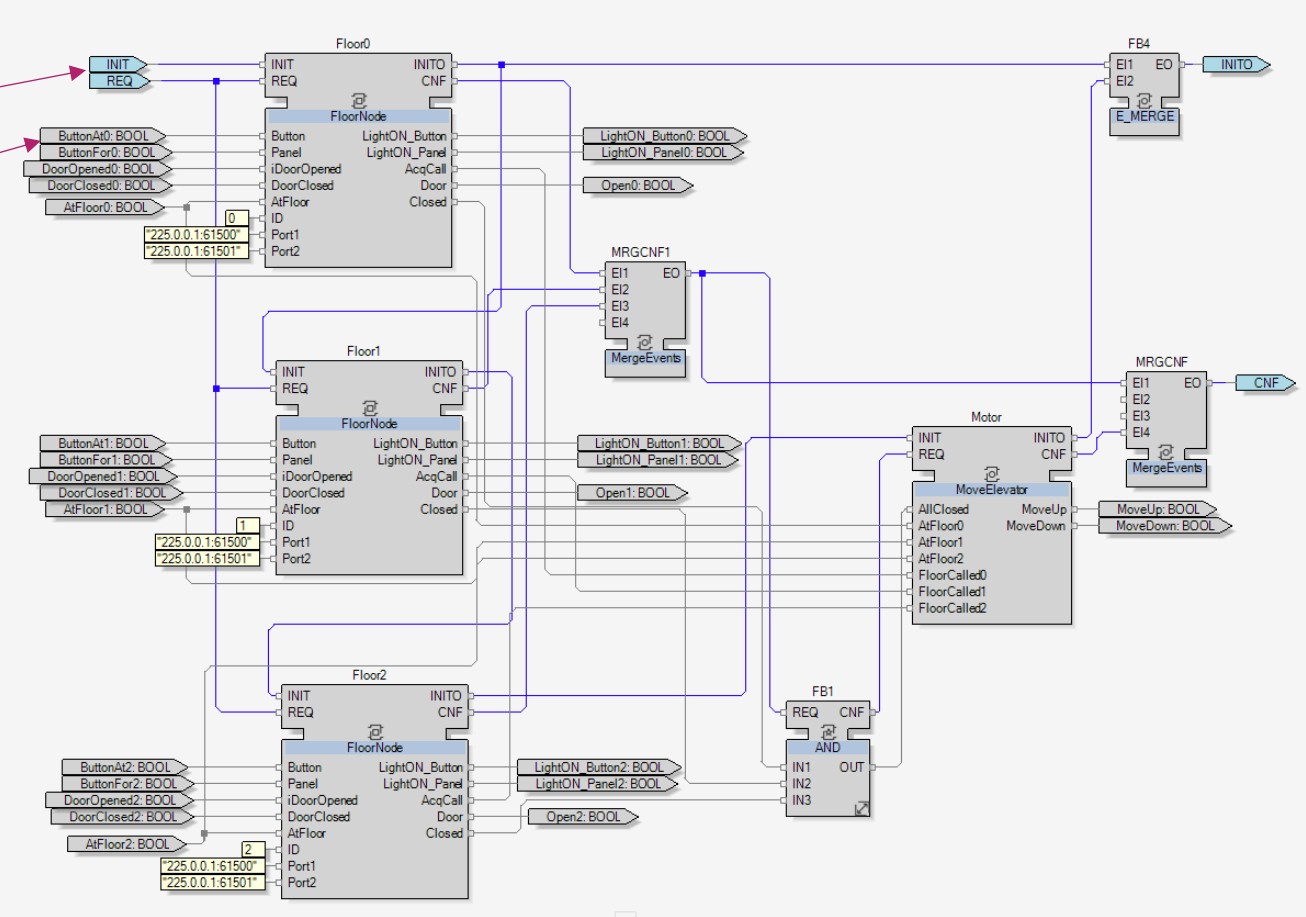 Floor0
INIT
REQ
INIT INITO
REQ CNF
FloorNode
ButtonAt0: BOOL
ButtonFor0: BOOL
DoorOpened0: BOOL
DoorClosed0: BOOL
AtFloor0: BOOL
Button LightON_Button
Panel LightON_Panel
iDoorOpened AcqCall
DoorClosed Door
AtFloor Closed
0 ID
"225.0.0.1:61500" Port1
"225.0.0.1:61501" Port2
LightON_Button0: BOOL
LightON_Panel0: BOOL
Open0: BOOL
FB4
EI1 EO
EI2
E_MERGE
INITO
MRGCNF1
EI1 EO
EI2
EI3
EI4
MergeEvents
Floor1
INIT INITO
REQ CNF
FloorNode
ButtonAt1: BOOL
ButtonFor1: BOOL
DoorOpened1: BOOL
DoorClosed1: BOOL
AtFloor1: BOOL
Button LightON_Button
Panel LightON_Panel
iDoorOpened AcqCall
DoorClosed Door
AtFloor Closed
1 ID
"225.0.0.1:61500" Port1
"225.0.0.1:61501" Port2
LightON_Button1: BOOL
LightON_Panel1: BOOL
Open1: BOOL
MRGCNF
EI1 EO
EI2
EI3
EI4
MergeEvents
CNF
Motor
INIT INITO
REQ CNF
MoveElevator
AllClosed MoveUp
AtFloor0 MoveDown
AtFloor1
AtFloor2
FloorCalled0
FloorCalled1
FloorCalled2
MoveUp: BOOL
MoveDown: BOOL
Floor2
INIT INITO
REQ CNF
FloorNode
ButtonAt2: BOOL
ButtonFor2: BOOL
DoorOpened2: BOOL
DoorClosed2: BOOL
AtFloor2: BOOL
Button LightON_Button
Panel LightON_Panel
iDoorOpened AcqCall
DoorClosed Door
AtFloor Closed
2 ID
"225.0.0.1:61500" Port1
"225.0.0.1:61501" Port2
LightON_Button2: BOOL
LightON_Panel2: BOOL
Open2: BOOL
FB1
REQ CNF
AND
IN1 OUT
IN2
IN3